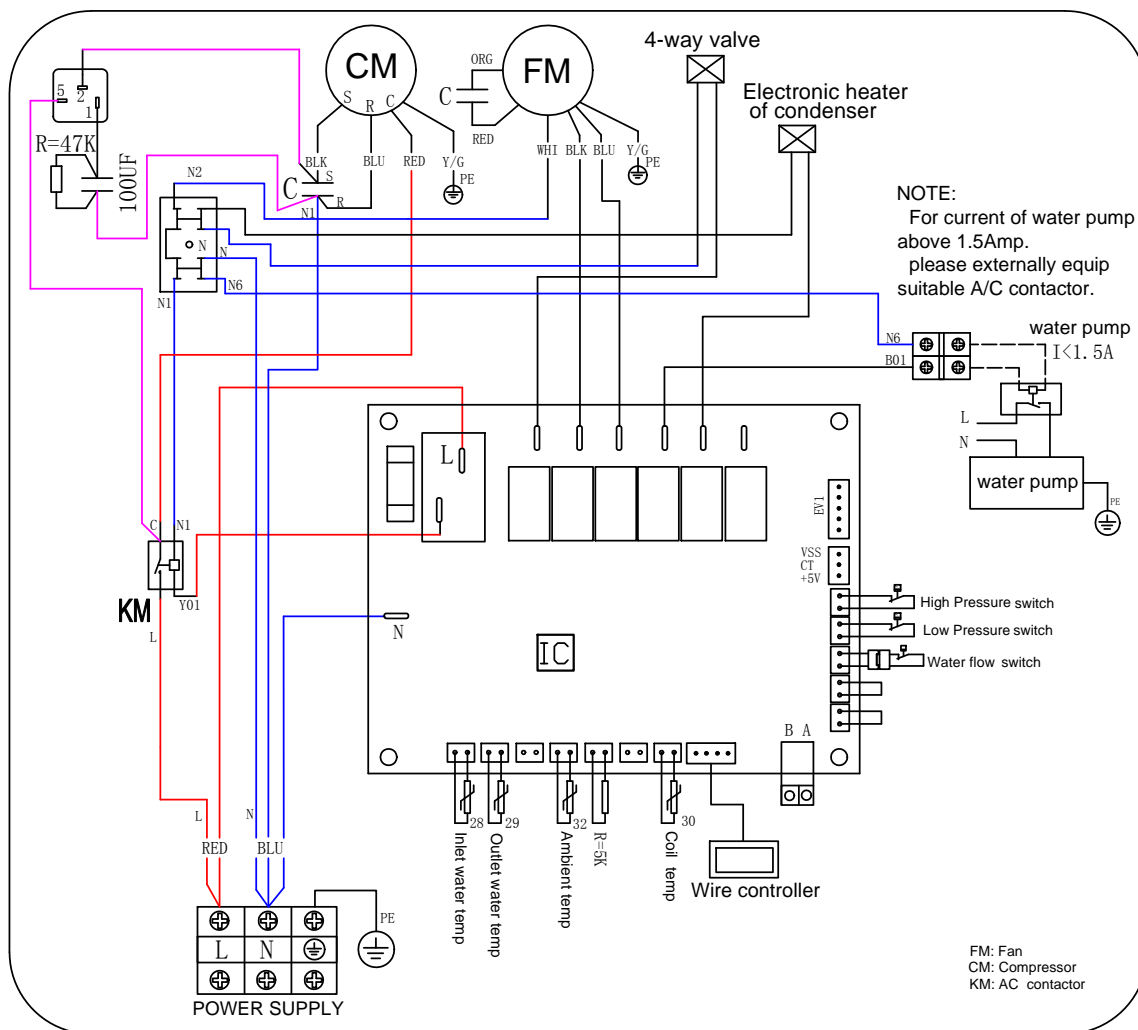 4-way valve
Electronic heater
of condenser
CM
S
R
C
FM
ORG
C
RED
5
2
1
R=47K
100UF
BLK
BLU
RED
Y/G
PE
WHI
BLK
BLU
Y/G
PE
C
S
R
N1
N2
N
N
N1
N6
NOTE:
For current of water pump
above 1.5Amp.
please externally equip
suitable A/C contactor.
N6
B01
water pump
I<1.5A
L
N
water pump
PE
L
EV1
VSS
CT
+5V
C
N1
KM
Y01
L
N
IC
High Pressure switch
Low Pressure switch
Water flow switch
B A
28
29
32
30
Inlet water temp
Outlet water temp
Ambient temp
R=5K
Coil temp
Wire controller
L
N
RED
BLU
PE
L
N
POWER SUPPLY
FM: Fan
CM: Compressor
KM: AC contactor